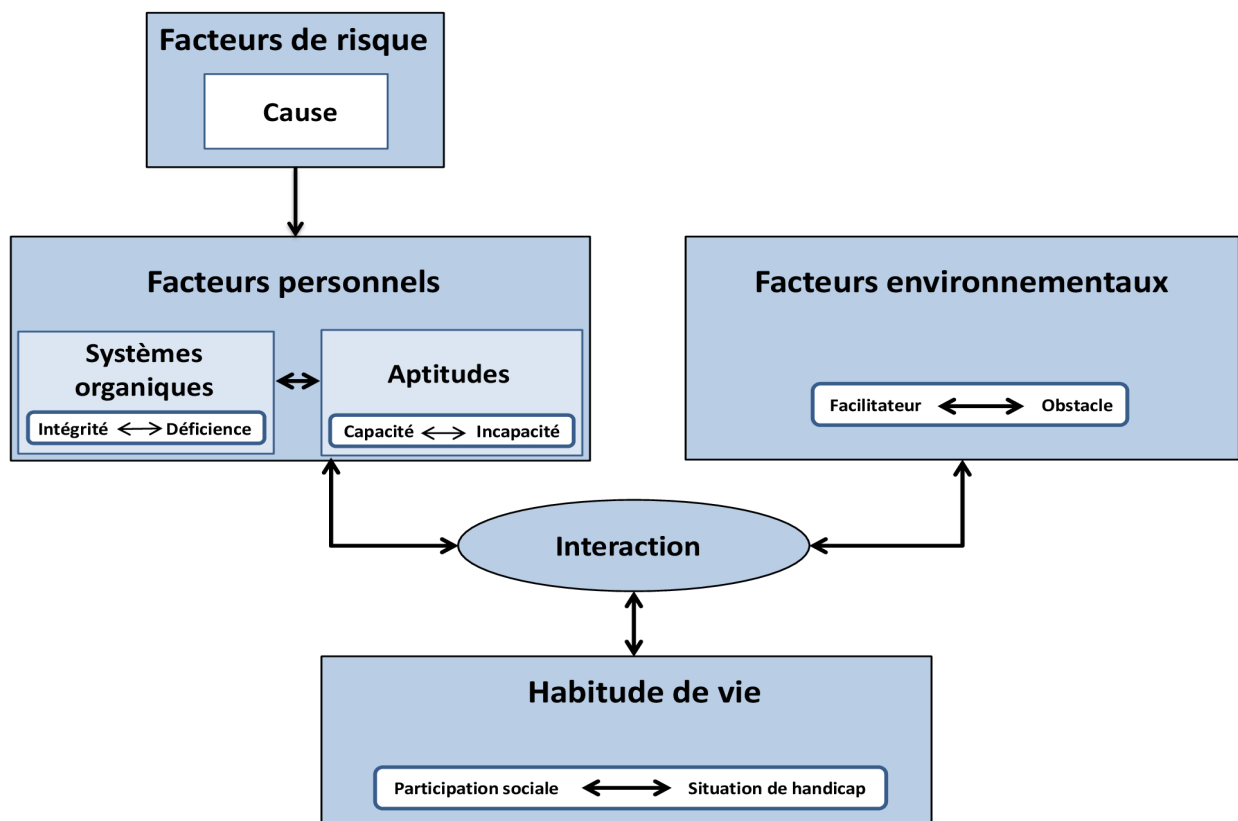 Facteurs de risque
Cause
Facteurs personnels
Systèmes
organiques
Intégrité Déficience
Aptitudes
Capacité Incapacité
Facteurs environnementaux
Facilitateur Obstacle
Interaction
Habitude de vie
Participation sociale Situation de handicap